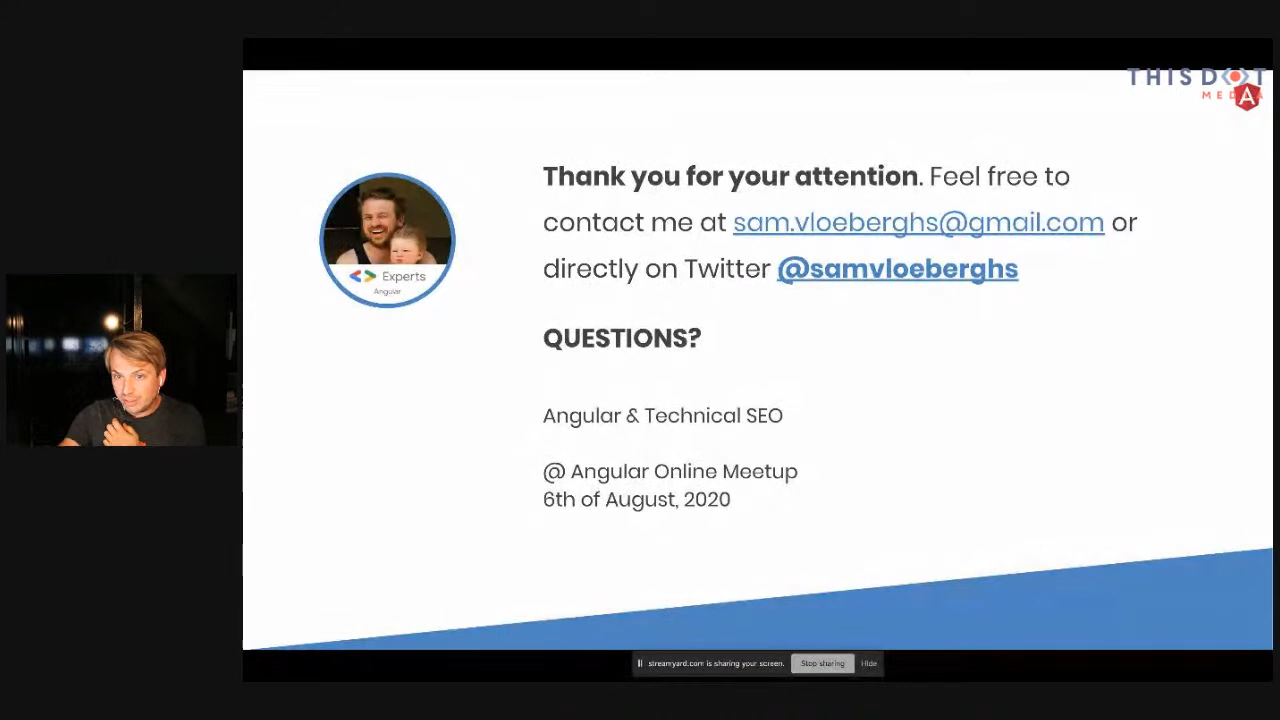 THIS DOT
MEDIA
Thank you for your attention. Feel free to
contact me at sam.vloeberghs@gmail.com or
directly on Twitter @samvloeberghs
<> Experts
Angular
QUESTIONS?
Angular & Technical SEO
@ Angular Online Meetup
6th of August, 2020
streamyard.com is sharing your screen. Stop sharing Hide